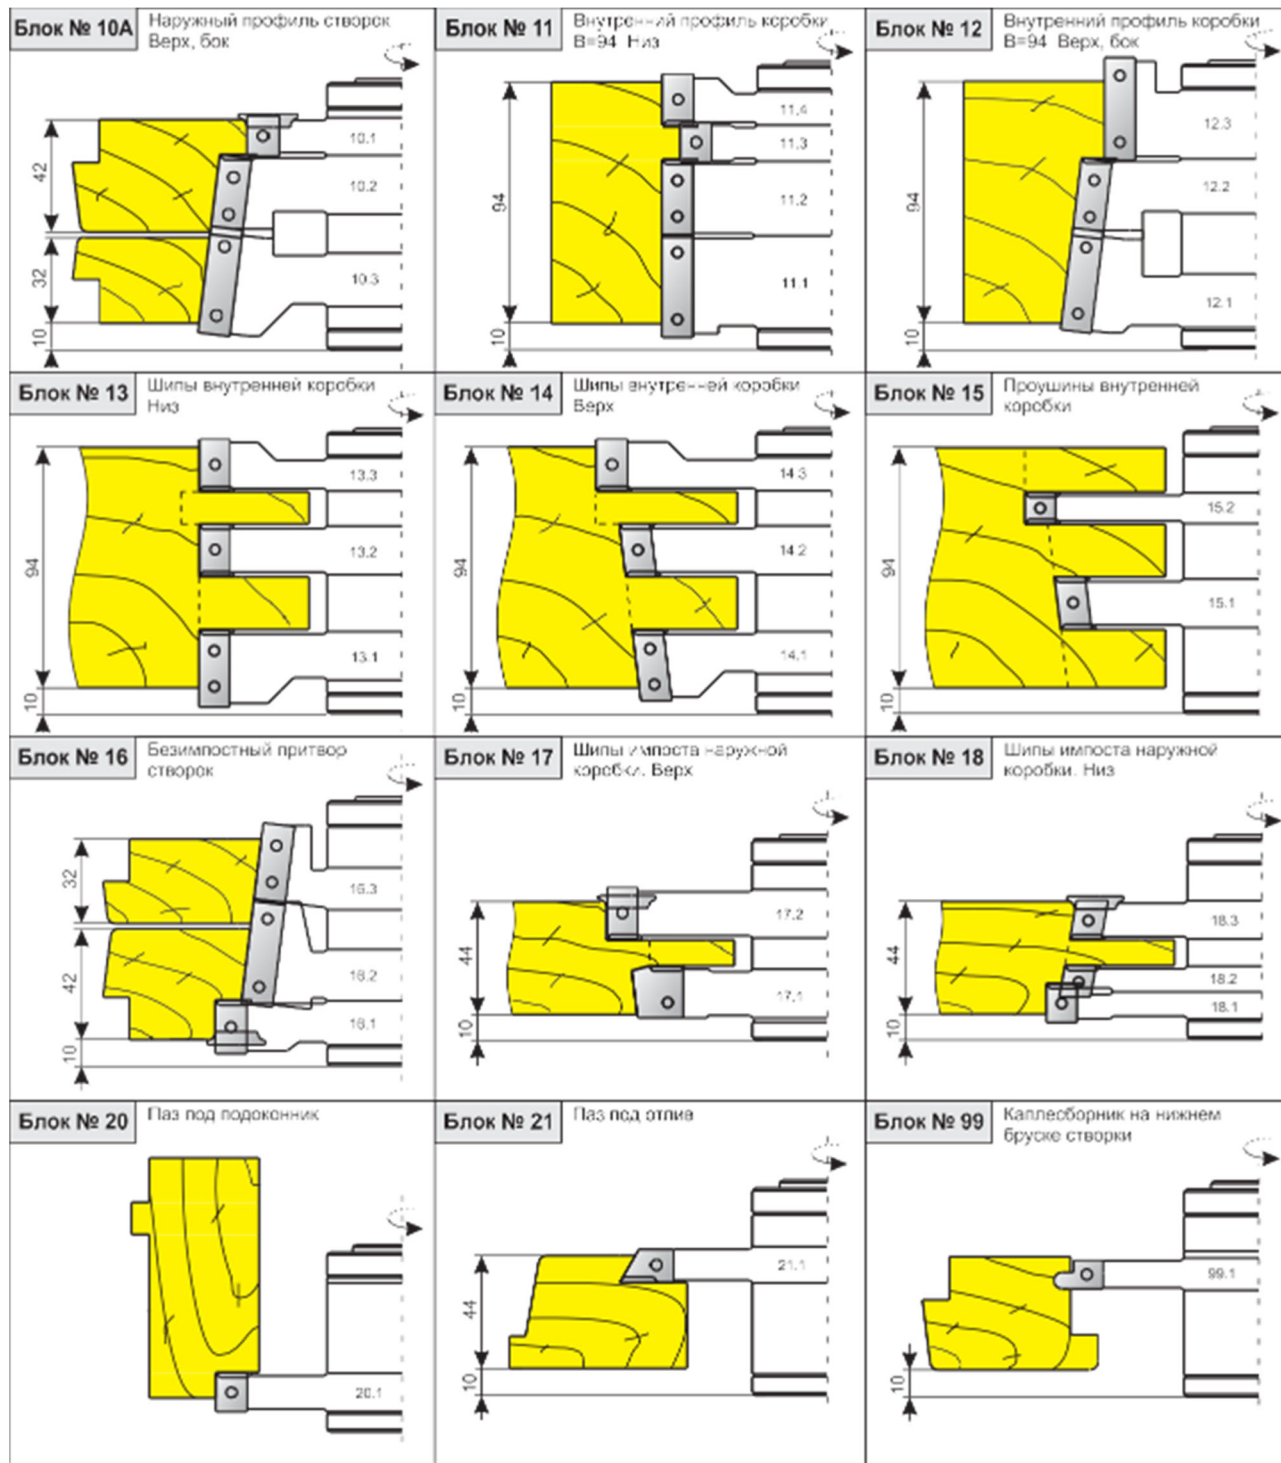 Блок № 10А
Наружный профиль створок
Верх, бок
42
32
10
10.1
10.2
10.3
Блок № 11
Внутренний профиль коробки
В=94 Низ
94
10
11.4
11.3
11.2
11.1
Блок № 12
Внутренний профиль коробки
В=94 Верх, бок
94
10
12.3
12.2
12.1
Блок № 13
Шипы внутренней коробки
Низ
94
10
13.3
13.2
13.1
Блок № 14
Шипы внутренней коробки
Верх
94
10
14.3
14.2
14.1
Блок № 15
Проушины внутренней
коробки
94
10
15.2
15.1
Блок № 16
Безимпостный притвор
створок
32
42
10
16.3
16.2
16.1
Блок № 17
Шипы импоста наружной
коробки. Верх
44
10
17.2
17.1
Блок № 18
Шипы импоста наружной
коробки. Низ
44
10
18.3
18.2
18.1
Блок № 20
Паз под подоконник
20.1
Блок № 21
Паз под отлив
44
10
21.1
Блок № 99
Каплесборник на нижнем
бруске створки
10
99.1